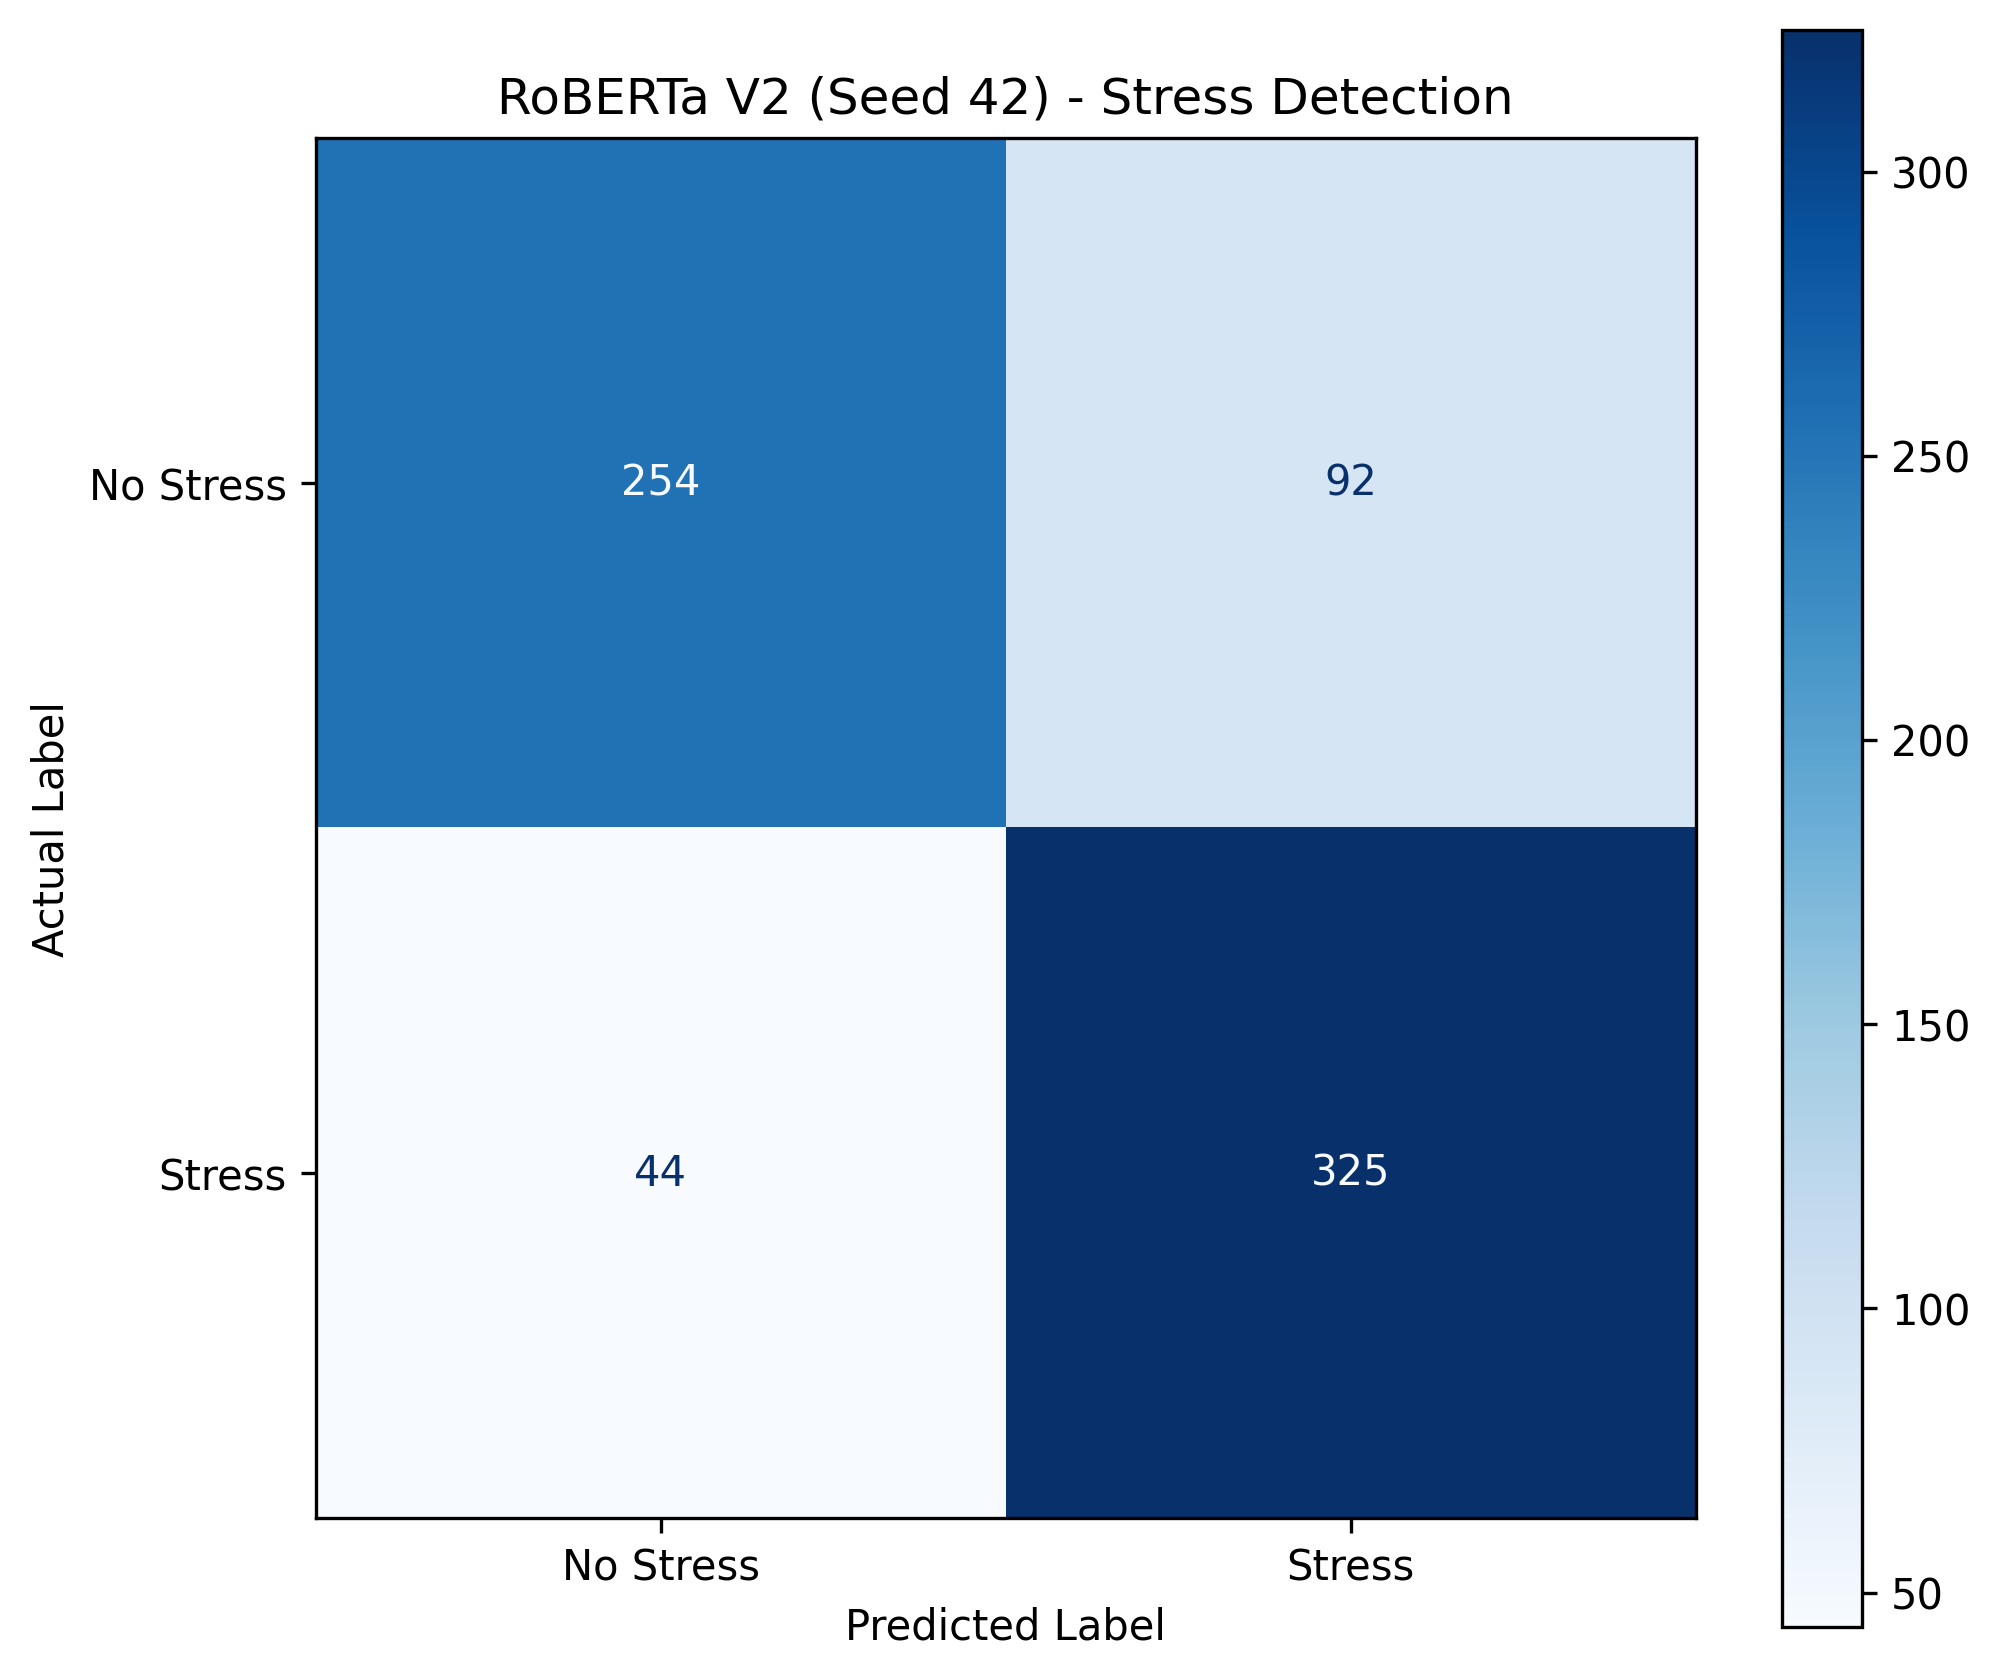 RoBERTa V2 (Seed 42) - Stress Detection
No Stress
254
92
Stress
44
325
Actual Label
No Stress
Stress
Predicted Label
300
250
200
150
100
50